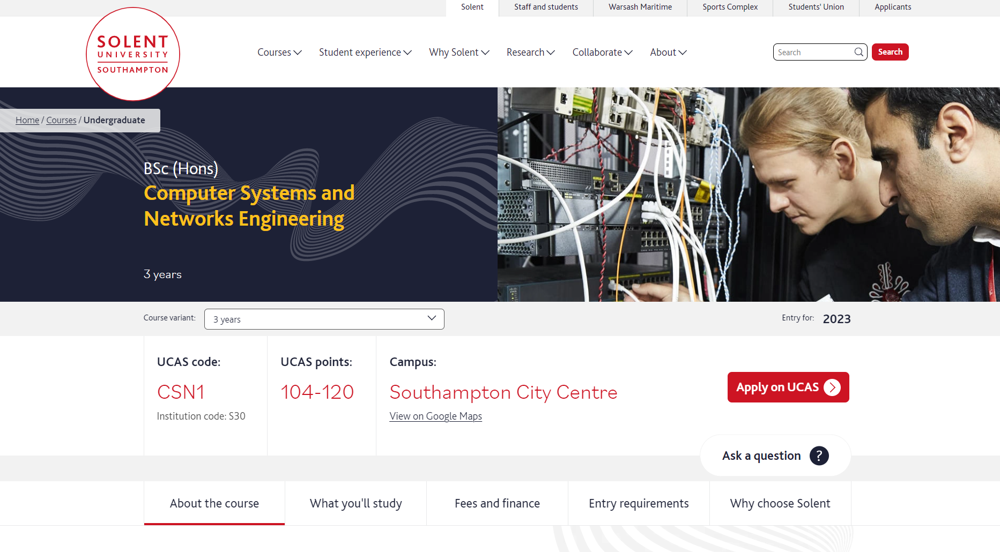 Solent
Staff and students
Warsash Maritime
Sports Complex
Students' Union
Applicants
SOLENT
UNIVERSITY
SOUTHAMPTON
Courses
Student experience
Why Solent
Research
Collaborate
About
Search
Search
Home / Courses / Undergraduate
BSc (Hons)
Computer Systems and
Networks Engineering
3 years
Course variant:
3 years
Entry for: 2023
UCAS code:
CSN1
Institution code: S30
UCAS points:
104-120
Campus:
Southampton City Centre
View on Google Maps
Apply on UCAS
Ask a question ?
About the course
What you'll study
Fees and finance
Entry requirements
Why choose Solent